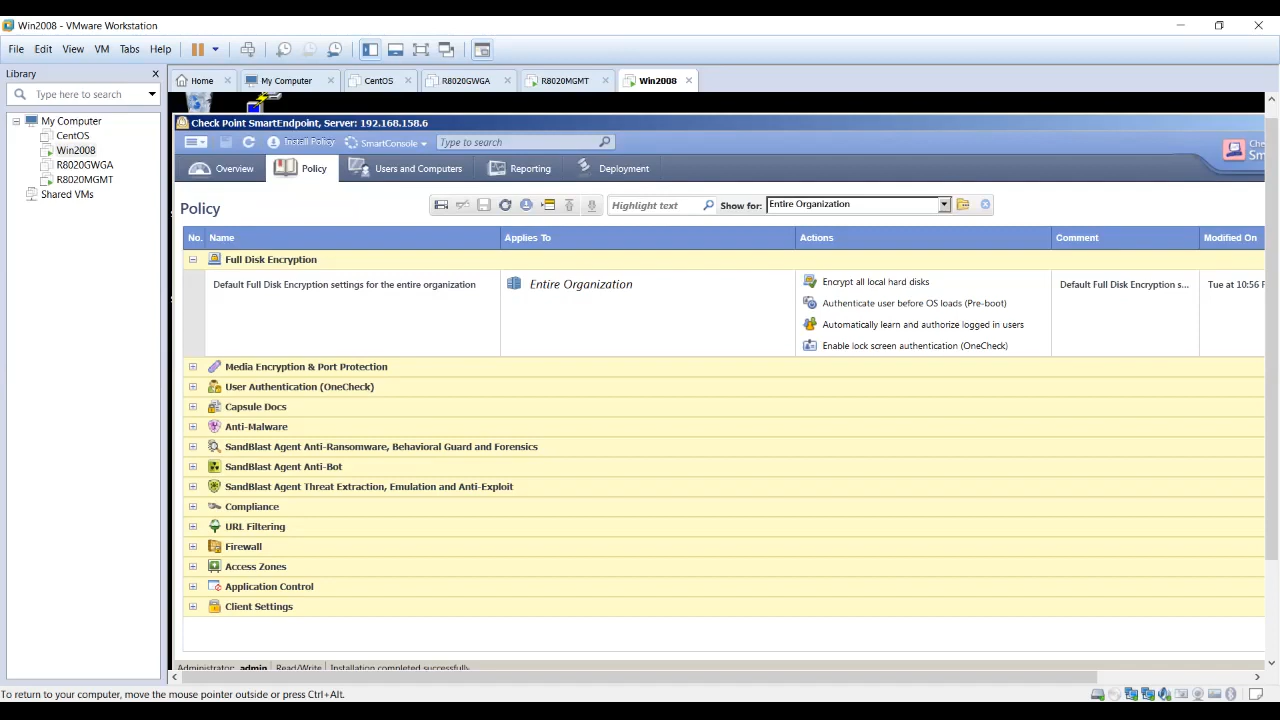 Win2008 - VMware Workstation
File Edit View VM Tabs Help
Library
Type here to search
My Computer
CentOS
Win2008
R8020GWGA
R8020MGMT
Shared VMs
Home My Computer CentOS R8020GWGA R8020MGMT Win2008
Check Point SmartEndpoint, Server: 192.168.158.6
Install Policy SmartConsole Type to search
Overview Policy Users and Computers Reporting Deployment
Policy Highlight text Show for: Entire Organization
No. Name Applies To Actions Comment Modified On
Full Disk Encryption
Default Full Disk Encryption settings for the entire organization Entire Organization Encrypt all local hard disks Default Full Disk Encryption s... Tue at 10:56
Authenticate user before OS loads (Pre-boot)
Automatically learn and authorize logged in users
Enable lock screen authentication (OneCheck)
Media Encryption & Port Protection
User Authentication (OneCheck)
Capsule Docs
Anti-Malware
SandBlast Agent Anti-Ransomware, Behavioral Guard and Forensics
SandBlast Agent Anti-Bot
SandBlast Agent Threat Extraction, Emulation and Anti-Exploit
Compliance
URL Filtering
Firewall
Access Zones
Application Control
Client Settings
Administrator: admin Read/Write Installation completed successfully
To return to your computer, move the mouse pointer outside or press Ctrl+Alt.